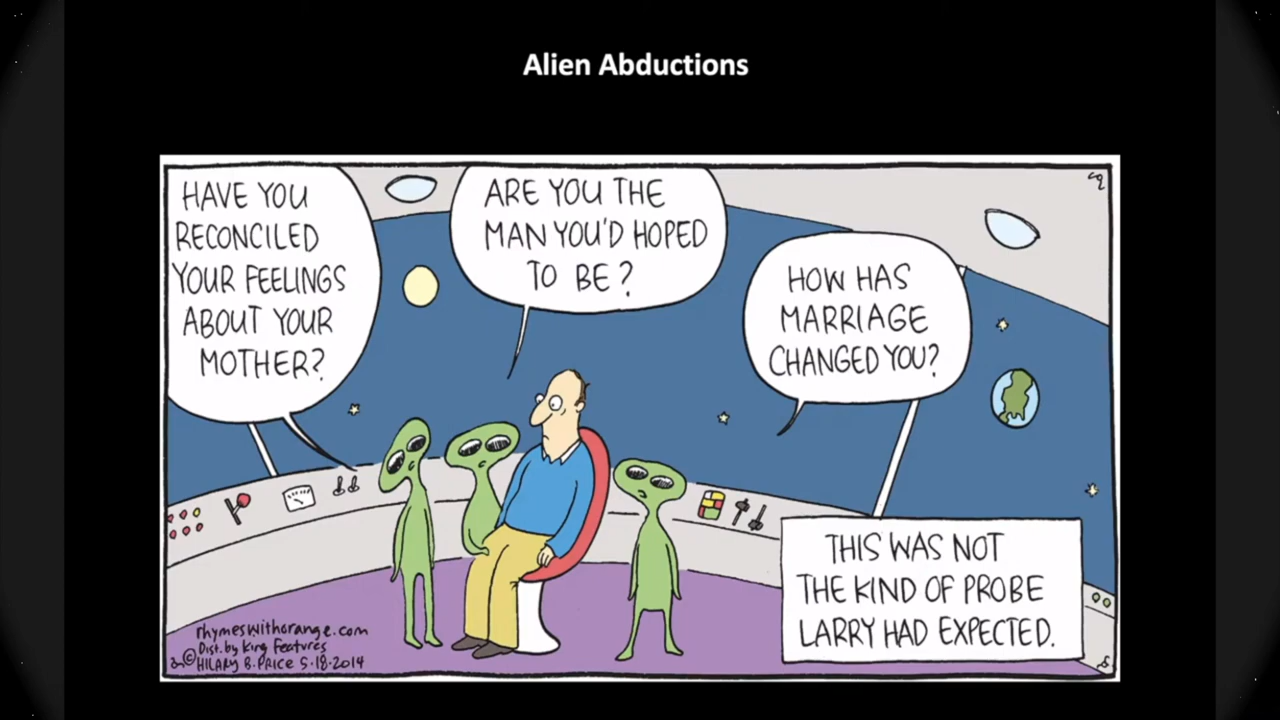 Alien Abductions
HAVE YOU
RECONCILED
YOUR FEELINGS
ABOUT YOUR
MOTHER?
ARE YOU THE
MAN YOU'D HOPED
TO BE?
HOW HAS
MARRIAGE
CHANGED YOU?
THIS WAS NOT
THE KIND OF PROBE
LARRY HAD EXPECTED.
rhymeswithorange.com
Dist. by King Features
© HILARY B. PRICE 5-18-2014